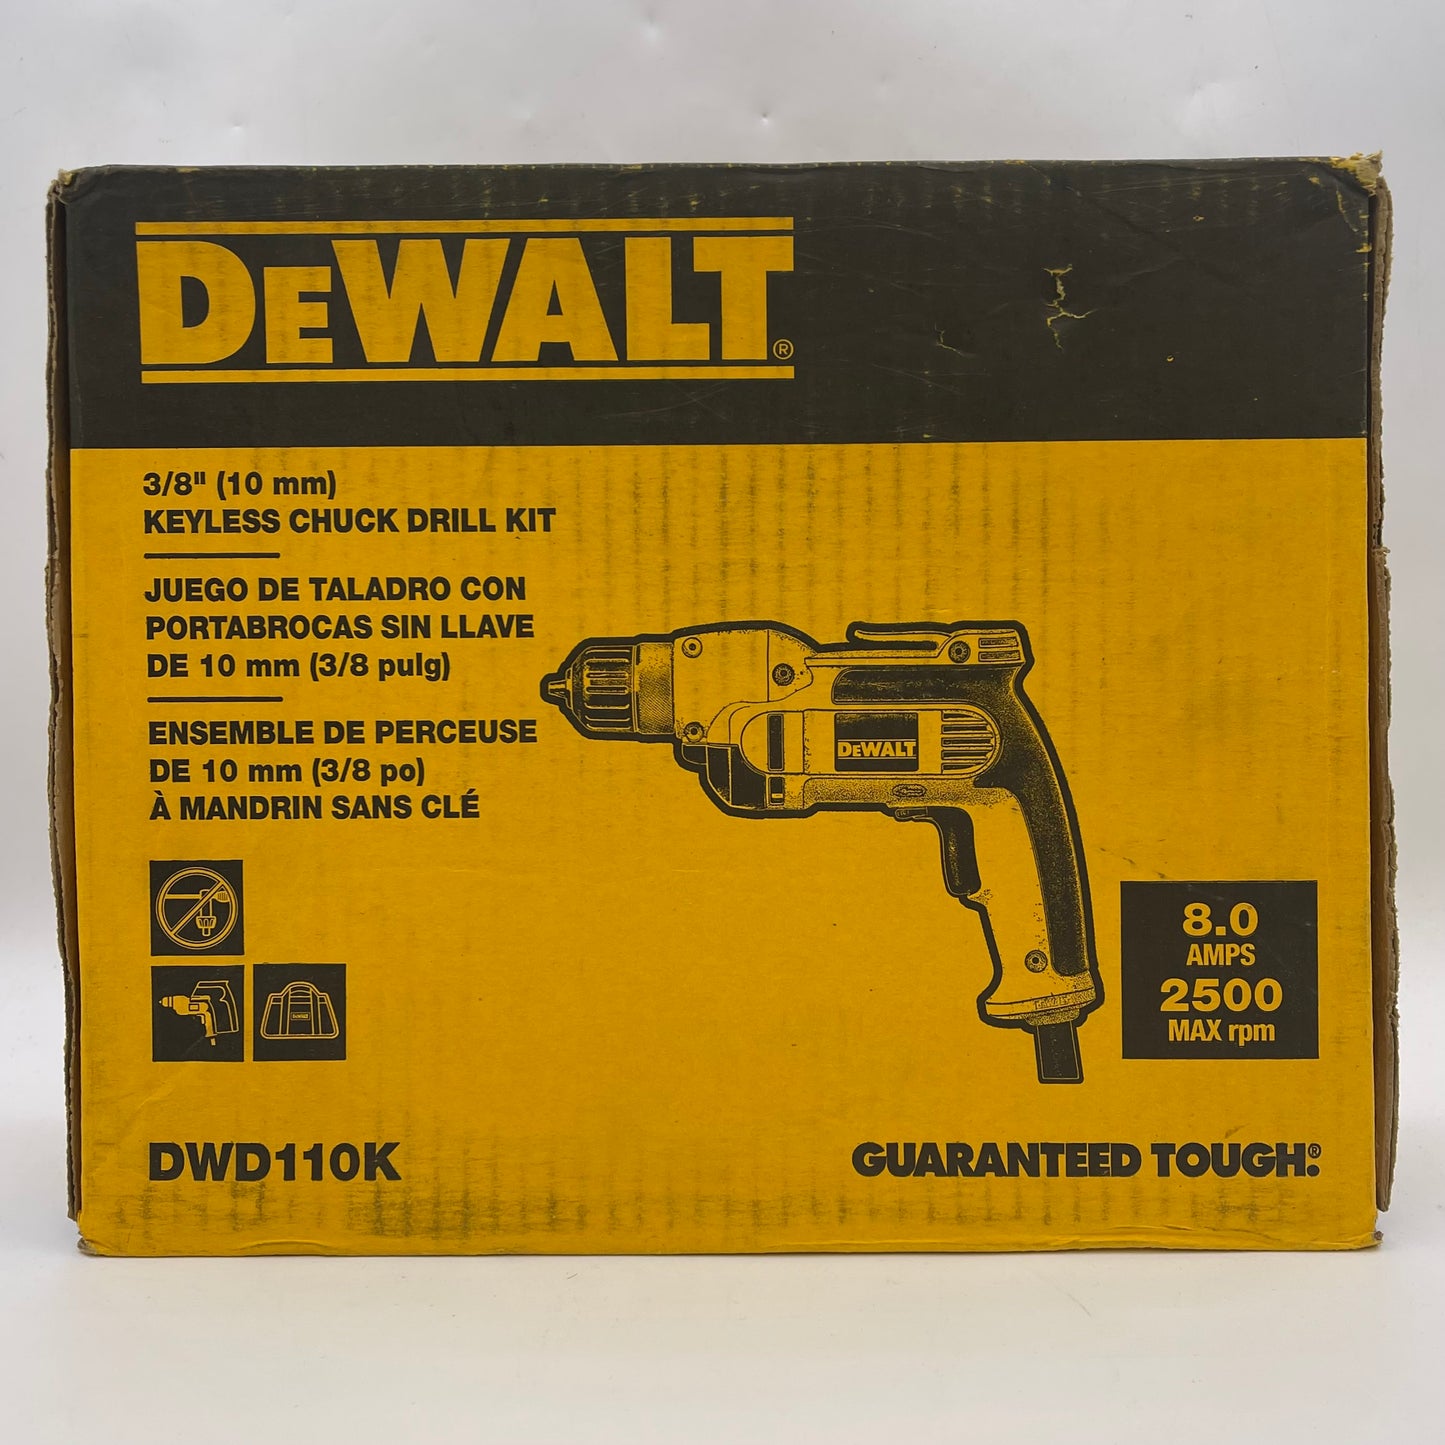 DEWALT®
3/8" (10 mm)
KEYLESS CHUCK DRILL KIT
JUEGO DE TALADRO CON
PORTABROCAS SIN LLAVE
DE 10 mm (3/8 pulg)
ENSEMBLE DE PERCEUSE
DE 10 mm (3/8 po)
À MANDRIN SANS CLÉ
DEWALT
8.0
AMPS
2500
MAX rpm
DEWALT
DWD110K
GUARANTEED TOUGH.®